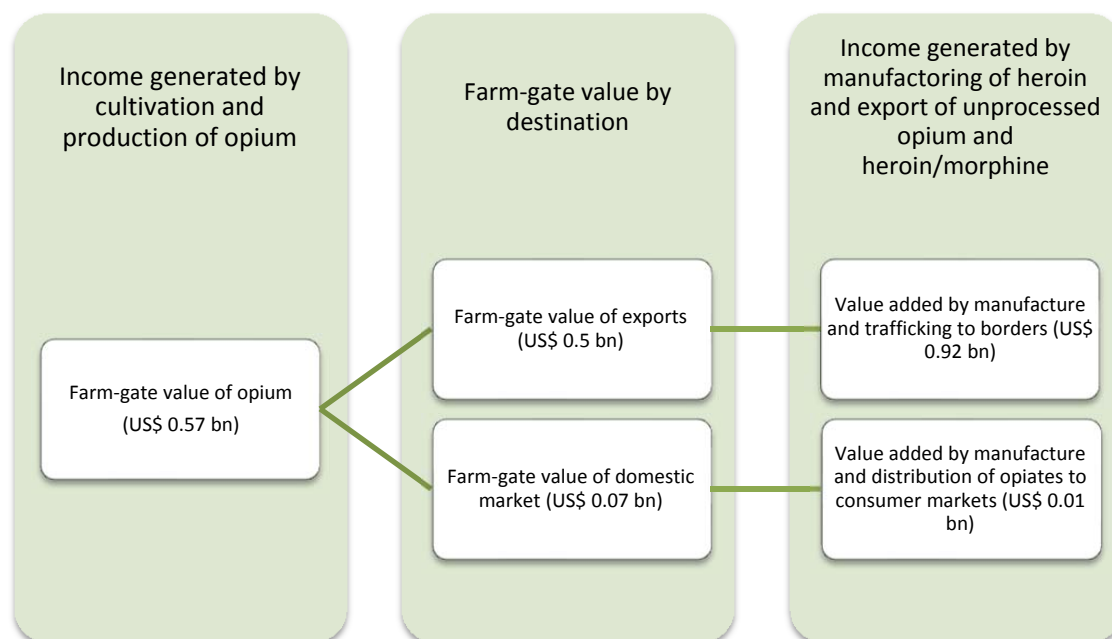 Income generated by
cultivation and
production of opium
Farm-gate value by
destination
Income generated by
manufactoring of heroin
and export of unprocessed
opium and
heroin/morphine
Farm-gate value of opium
(US$ 0.57 bn)
Farm-gate value of exports
(US$ 0.5 bn)
Farm-gate value of domestic
market (US$ 0.07 bn)
Value added by manufacture
and trafficking to borders (US$
0.92 bn)
Value added by manufacture
and distribution of opiates to
consumer markets (US$ 0.01
bn)